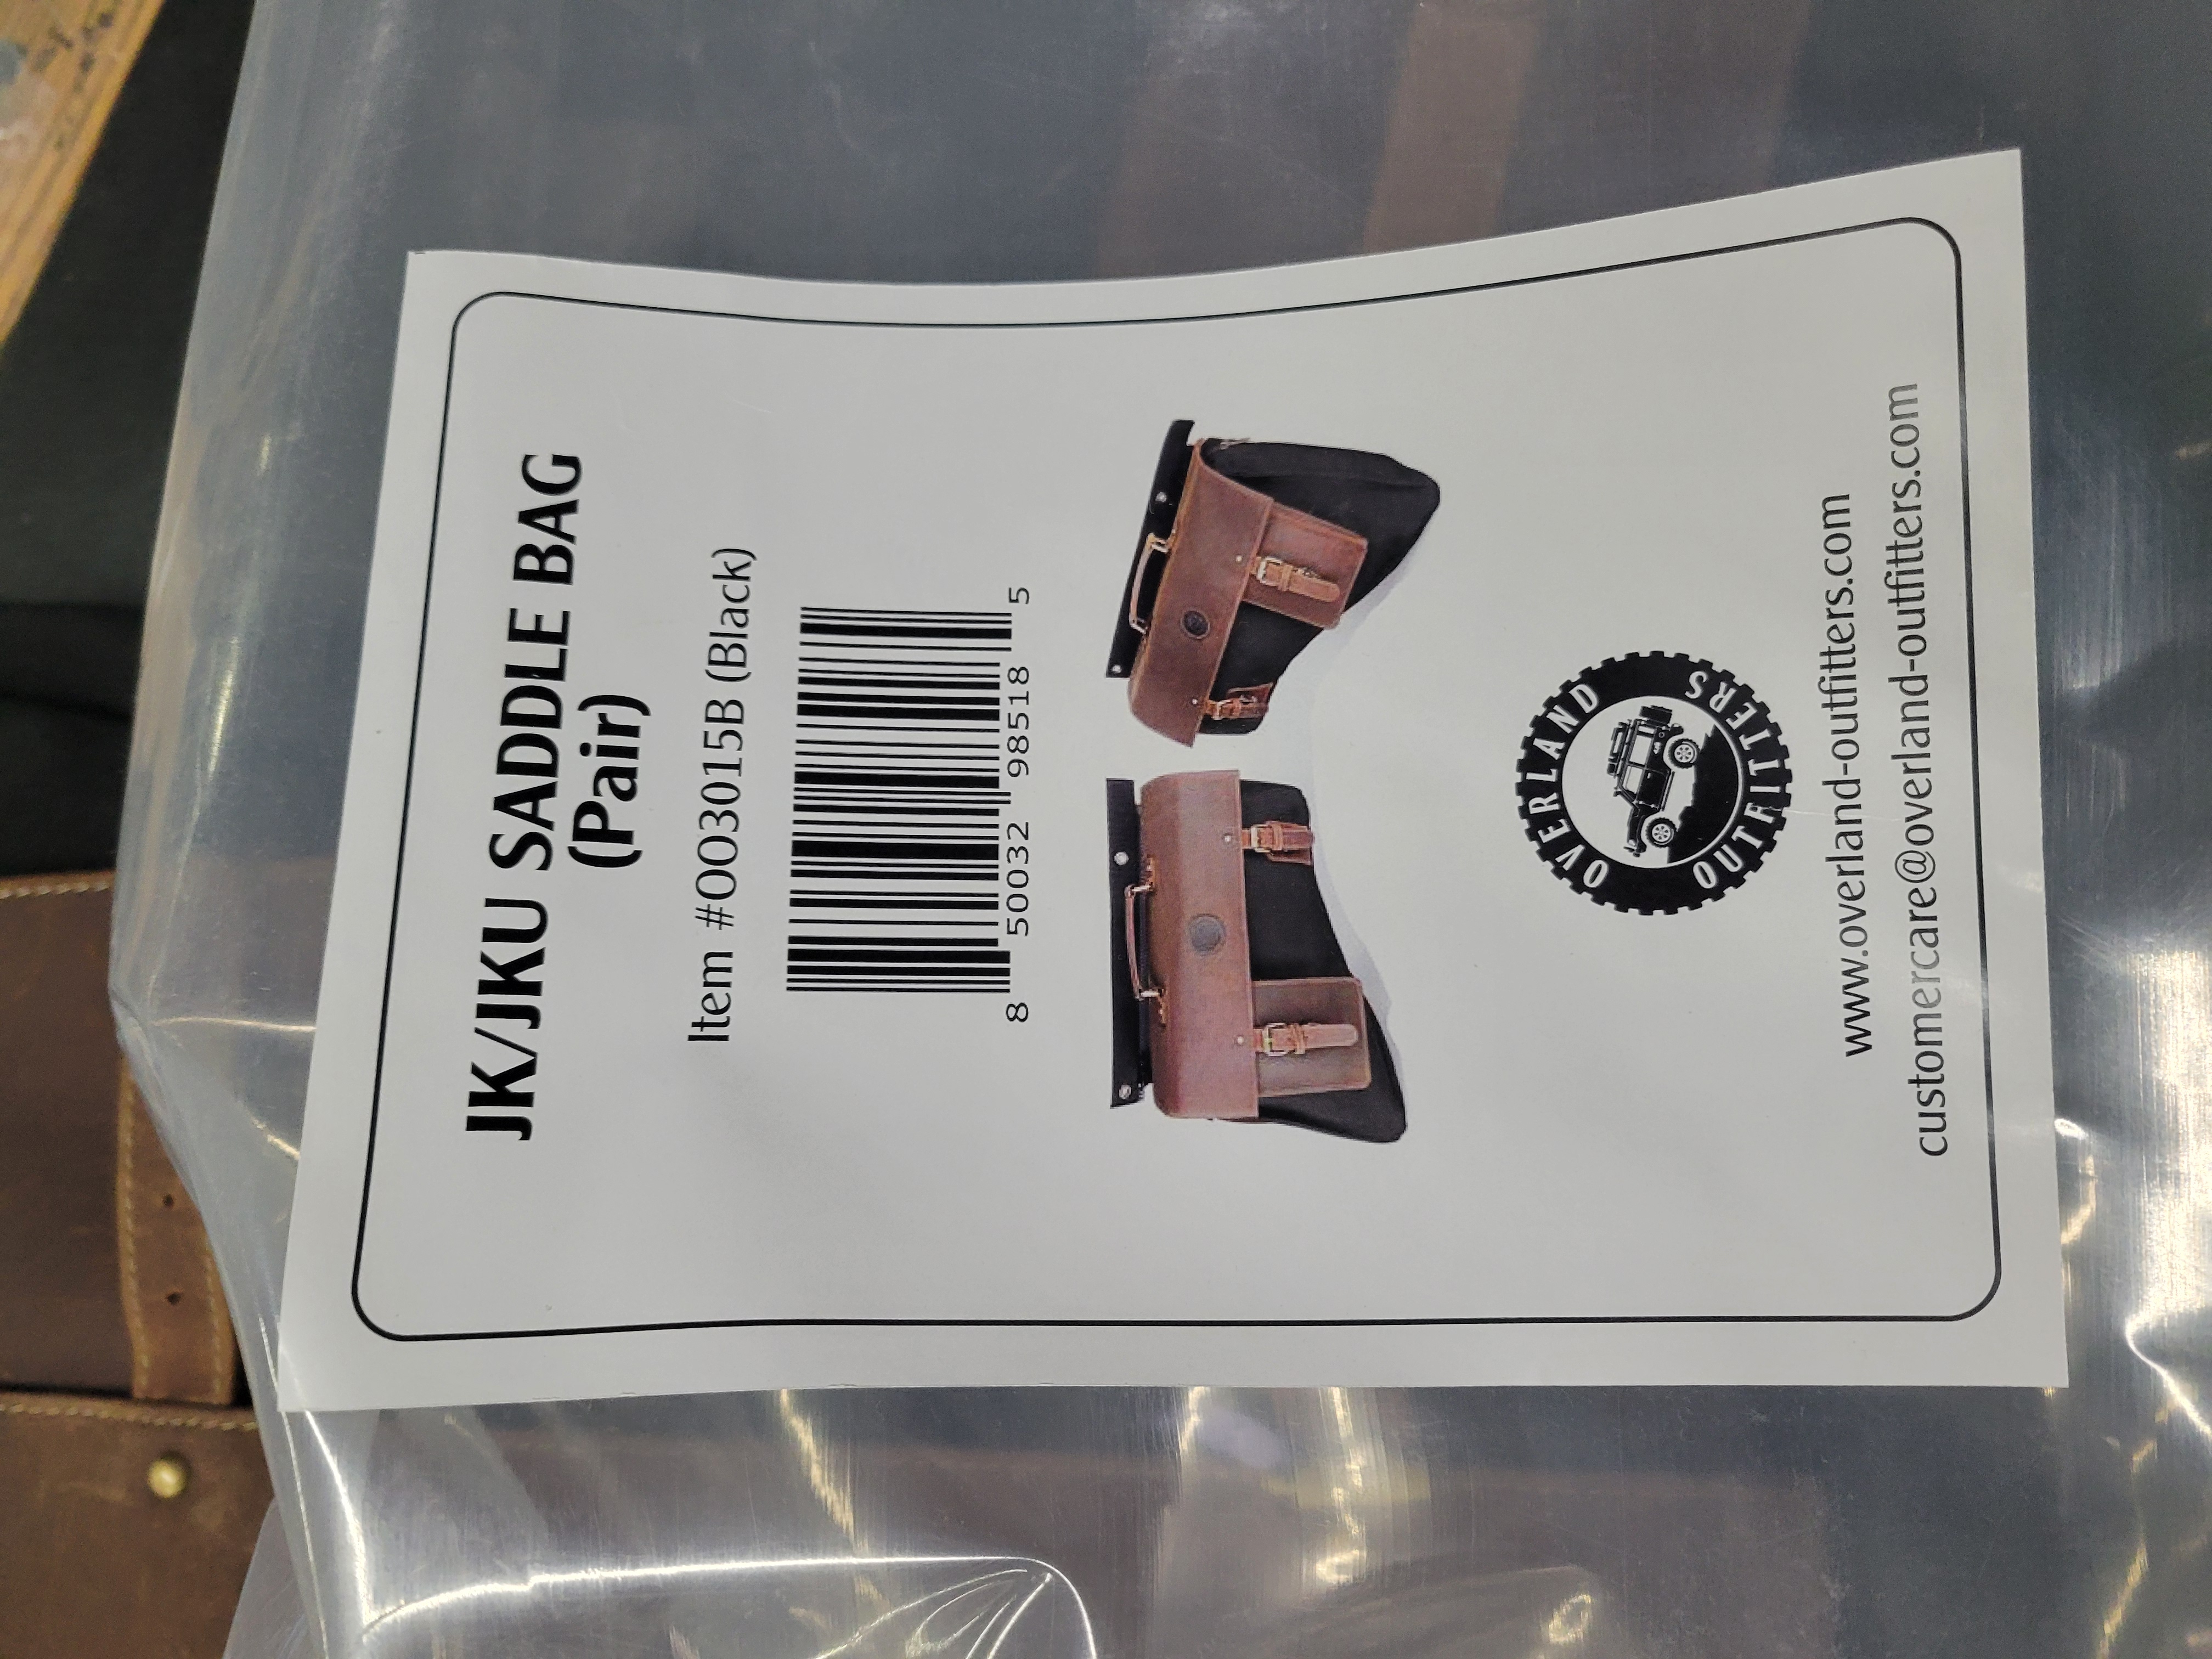 JK/JKU SADDLE BAG
(Pair)
Item #003015B (Black)
8 50032 98518 5
OVERLAND
OUTFITTERS
www.overland-outfitters.com
customercare@overland-outfitters.com